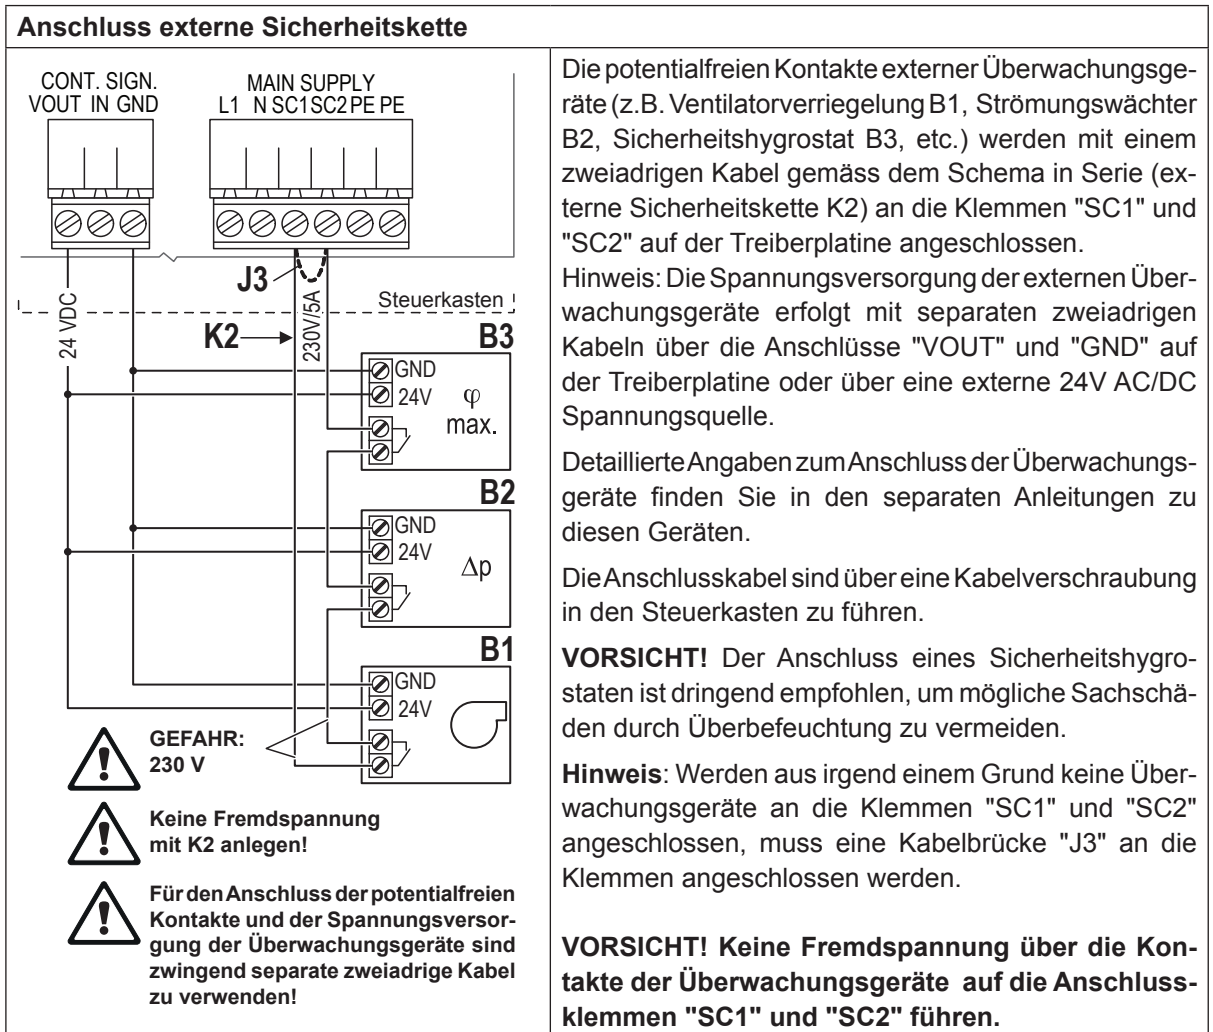 Anschluss externe Sicherheitskette
CONT. SIGN.
VOUT IN GND
MAIN SUPPLY
L1 N SC1 SC2 PE PE
J3
Steuerkasten
24 VDC
K2
230V/5A
B3
GND
24V
φ
max.
B2
GND
24V
Δp
B1
GND
24V
GEFAHR:
230 V
Keine Fremdspannung
mit K2 anlegen!
Für den Anschluss der potentialfreien
Kontakte und der Spannungsversor-
gung der Überwachungsgeräte sind
zwingend separate zweiadrige Kabel
zu verwenden!
Die potentialfreien Kontakte externer Überwachungsge-
räte (z.B. Ventilatorverriegelung B1, Strömungswächter
B2, Sicherheitshygrostat B3, etc.) werden mit einem
zweiadrigen Kabel gemäss dem Schema in Serie (ex-
terne Sicherheitskette K2) an die Klemmen "SC1" und
"SC2" auf der Treiberplatine angeschlossen.
Hinweis: Die Spannungsversorgung der externen Über-
wachungsgeräte erfolgt mit separaten zweiadrigen
Kabeln über die Anschlüsse "VOUT" und "GND" auf
der Treiberplatine oder über eine externe 24V AC/DC
Spannungsquelle.
Detaillierte Angaben zum Anschluss der Überwachungs-
geräte finden Sie in den separaten Anleitungen zu
diesen Geräten.
Die Anschlusskabel sind über eine Kabelverschraubung
in den Steuerkasten zu führen.
VORSICHT! Der Anschluss eines Sicherheitshygro-
staten ist dringend empfohlen, um mögliche Sachschä-
den durch Überbefeuchtung zu vermeiden.
Hinweis: Werden aus irgend einem Grund keine Über-
wachungsgeräte an die Klemmen "SC1" und "SC2"
angeschlossen, muss eine Kabelbrücke "J3" an die
Klemmen angeschlossen werden.
VORSICHT! Keine Fremdspannung über die Kon-
takte der Überwachungsgeräte auf die Anschluss-
klemmen "SC1" und "SC2" führen.